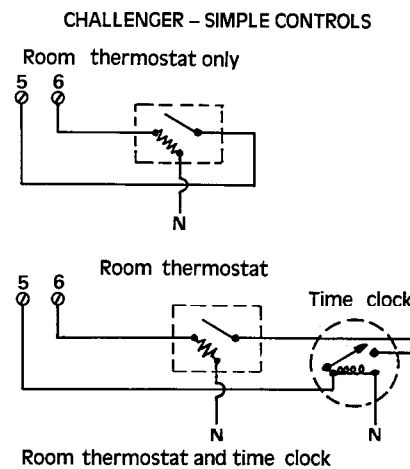 CHALLENGER – SIMPLE CONTROLS
Room thermostat only
5 6
N
Room thermostat
5 6
Time clock
N N
Room thermostat and time clock